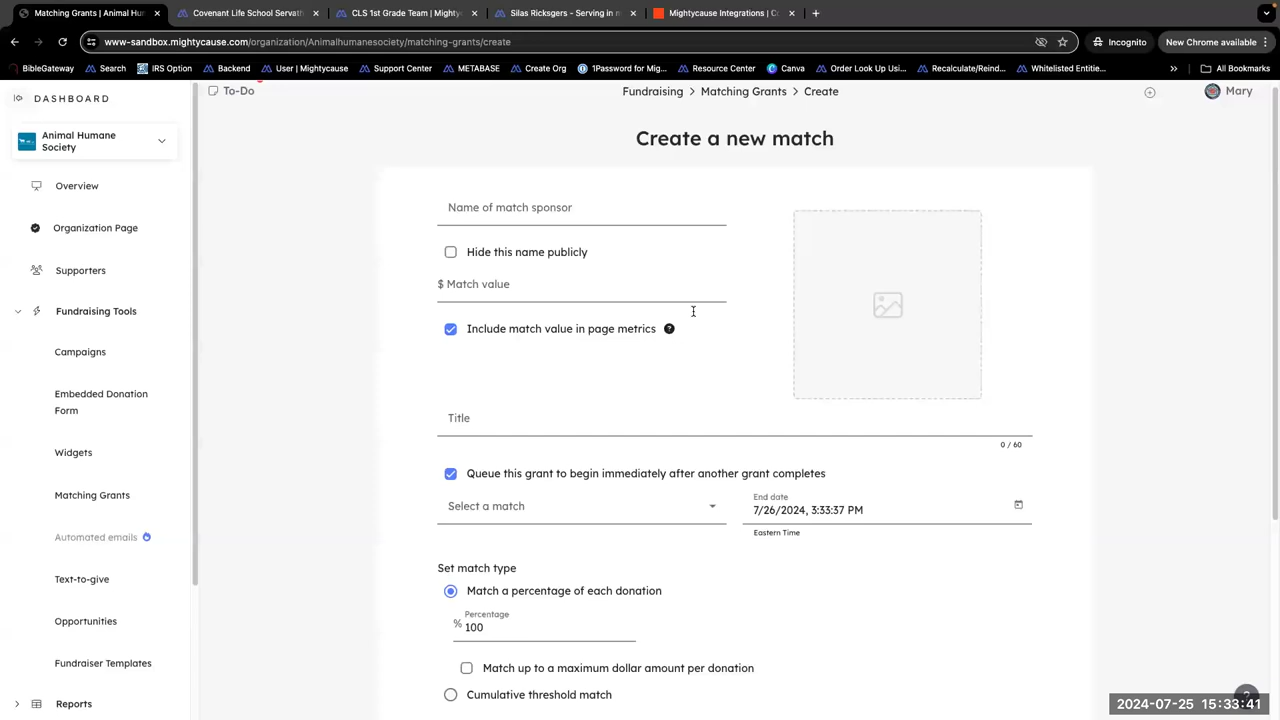 Matching Grants | Animal Hum
Covenant Life School Servath
CLS 1st Grade Team | Mighty
Silas Ricksgers - Serving in m
Mightycause Integrations | C
www-sandbox.mightycause.com/organization/Animalhumanesociety/matching-grants/create
Incognito
New Chrome available
BibleGateway
Search
IRS Option
Backend
User | Mightycause
Support Center
METABASE
Create Org
1Password for Mig...
Resource Center
Canva
Order Look Up Usi...
Recalculate/Reind...
Whitelisted Entitie...
»
All Bookmarks
DASHBOARD
To-Do
Fundraising > Matching Grants > Create
Mary
Animal Humane
Society
Overview
Organization Page
Supporters
Fundraising Tools
Campaigns
Embedded Donation
Form
Widgets
Matching Grants
Automated emails
Text-to-give
Opportunities
Fundraiser Templates
Reports
Create a new match
Name of match sponsor
Hide this name publicly
$ Match value
Include match value in page metrics ?
Title
0 / 60
Queue this grant to begin immediately after another grant completes
Select a match
End date
7/26/2024, 3:33:37 PM
Eastern Time
Set match type
Match a percentage of each donation
Percentage
% 100
Match up to a maximum dollar amount per donation
Cumulative threshold match
?
2024-07-25 15:33:41